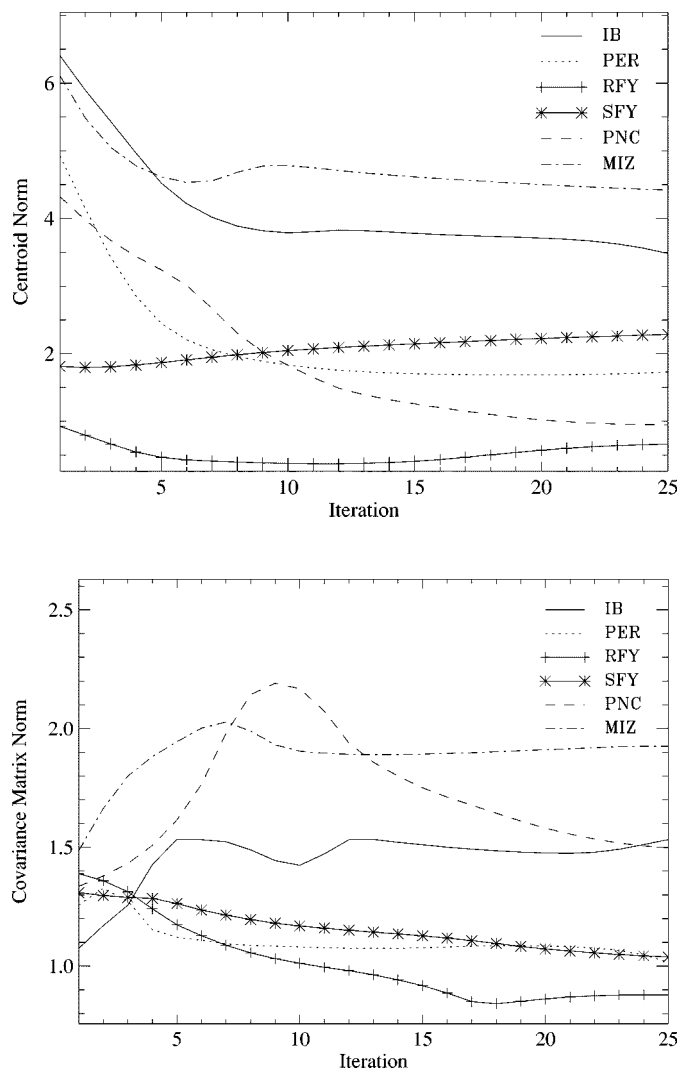 6
4
2
Centroid Norm
IB
PER
RFY
SFY
PNC
MIZ
5 10 15 20 25
Iteration
2.5
2.0
1.5
1.0
Covariance Matrix Norm
IB
PER
RFY
SFY
PNC
MIZ
5 10 15 20 25
Iteration